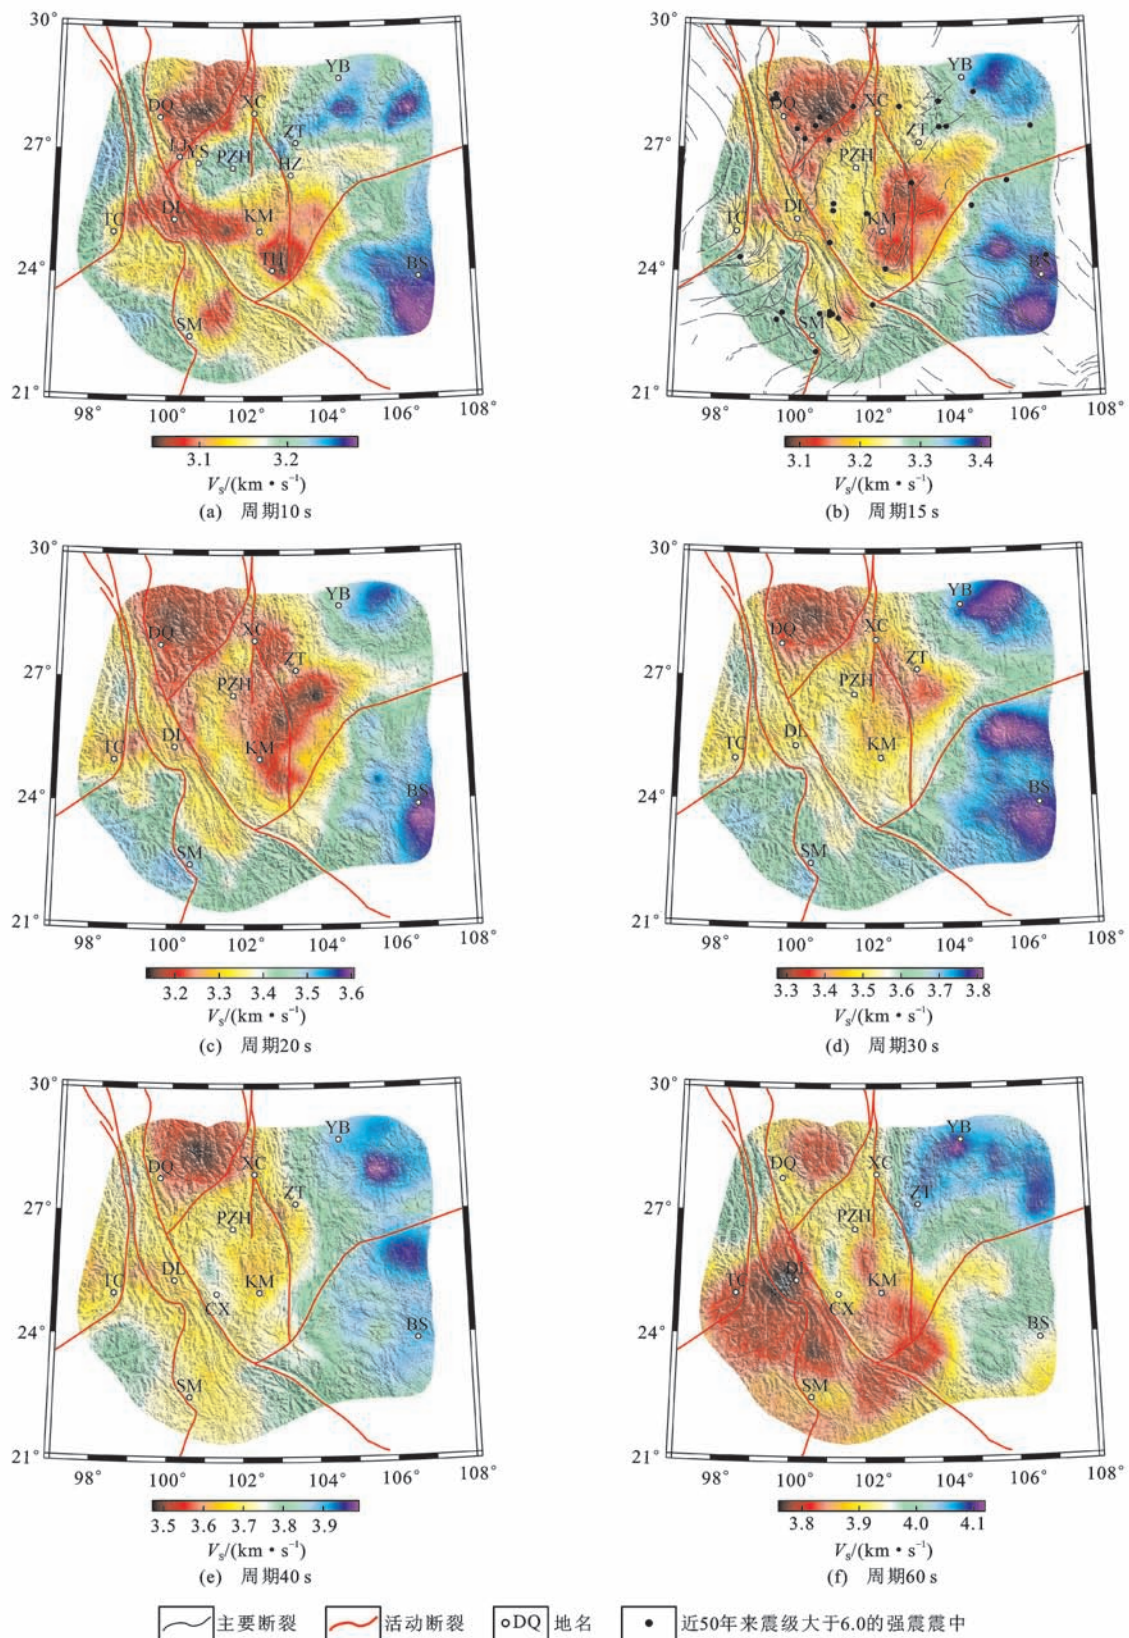 30°
27°
24°
21°
98° 100° 102° 104° 106° 108°
YB
DQ XC
ZT
LJ YS PZH HZ
TC DL KM
TH BS
SM
3.1 3.2
Vs/(km·s⁻¹)
(a) 周期10 s
30°
27°
24°
21°
98° 100° 102° 104° 106° 108°
YB
DQ XC
ZT
PZH
TC DL KM
BS
SM
3.1 3.2 3.3 3.4
Vs/(km·s⁻¹)
(b) 周期15 s
30°
27°
24°
21°
98° 100° 102° 104° 106° 108°
YB
DQ XC
ZT
PZH
TC DL KM
BS
SM
3.2 3.3 3.4 3.5 3.6
Vs/(km·s⁻¹)
(c) 周期20 s
30°
27°
24°
21°
98° 100° 102° 104° 106° 108°
YB
DQ XC
ZT
PZH
TC DL KM
BS
SM
3.3 3.4 3.5 3.6 3.7 3.8
Vs/(km·s⁻¹)
(d) 周期30 s
30°
27°
24°
21°
98° 100° 102° 104° 106° 108°
YB
DQ XC
ZT
PZH
TC DL KM
CX
BS
SM
3.5 3.6 3.7 3.8 3.9
Vs/(km·s⁻¹)
(e) 周期40 s
30°
27°
24°
21°
98° 100° 102° 104° 106° 108°
YB
DQ XC
ZT
PZH
TC DL KM
CX
BS
SM
3.8 3.9 4.0 4.1
Vs/(km·s⁻¹)
(f) 周期60 s
主要断裂 活动断裂 DQ 地名 近50年来震级大于6.0的强震震中